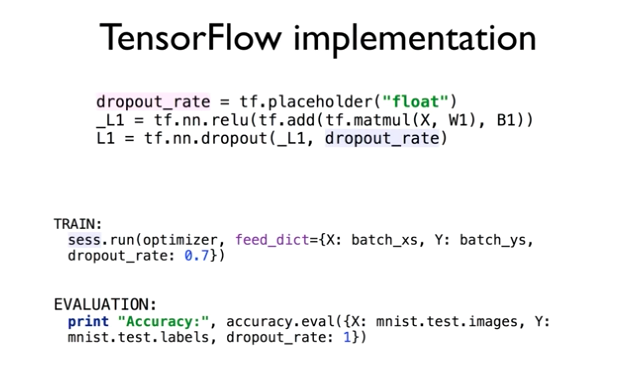 TensorFlow implementation
dropout_rate = tf.placeholder("float")
_L1 = tf.nn.relu(tf.add(tf.matmul(X, W1), B1))
L1 = tf.nn.dropout(_L1, dropout_rate)
TRAIN:
sess.run(optimizer, feed_dict={X: batch_xs, Y: batch_ys,
dropout_rate: 0.7})
EVALUATION:
print "Accuracy:", accuracy.eval({X: mnist.test.images, Y:
mnist.test.labels, dropout_rate: 1})